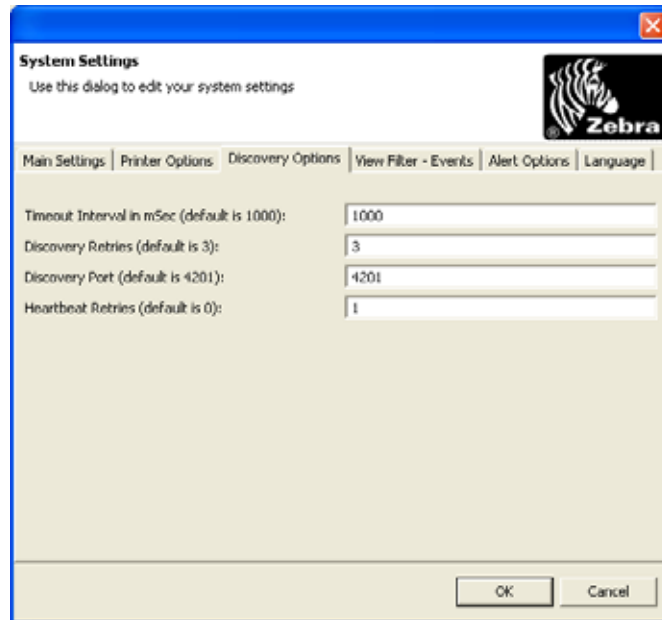 System Settings
Use this dialog to edit your system settings
Zebra
Main Settings Printer Options Discovery Options View Filter - Events Alert Options Language
Timeout Interval in mSec (default is 1000): 1000
Discovery Retries (default is 3): 3
Discovery Port (default is 4201): 4201
Heartbeat Retries (default is 0): 1
OK Cancel